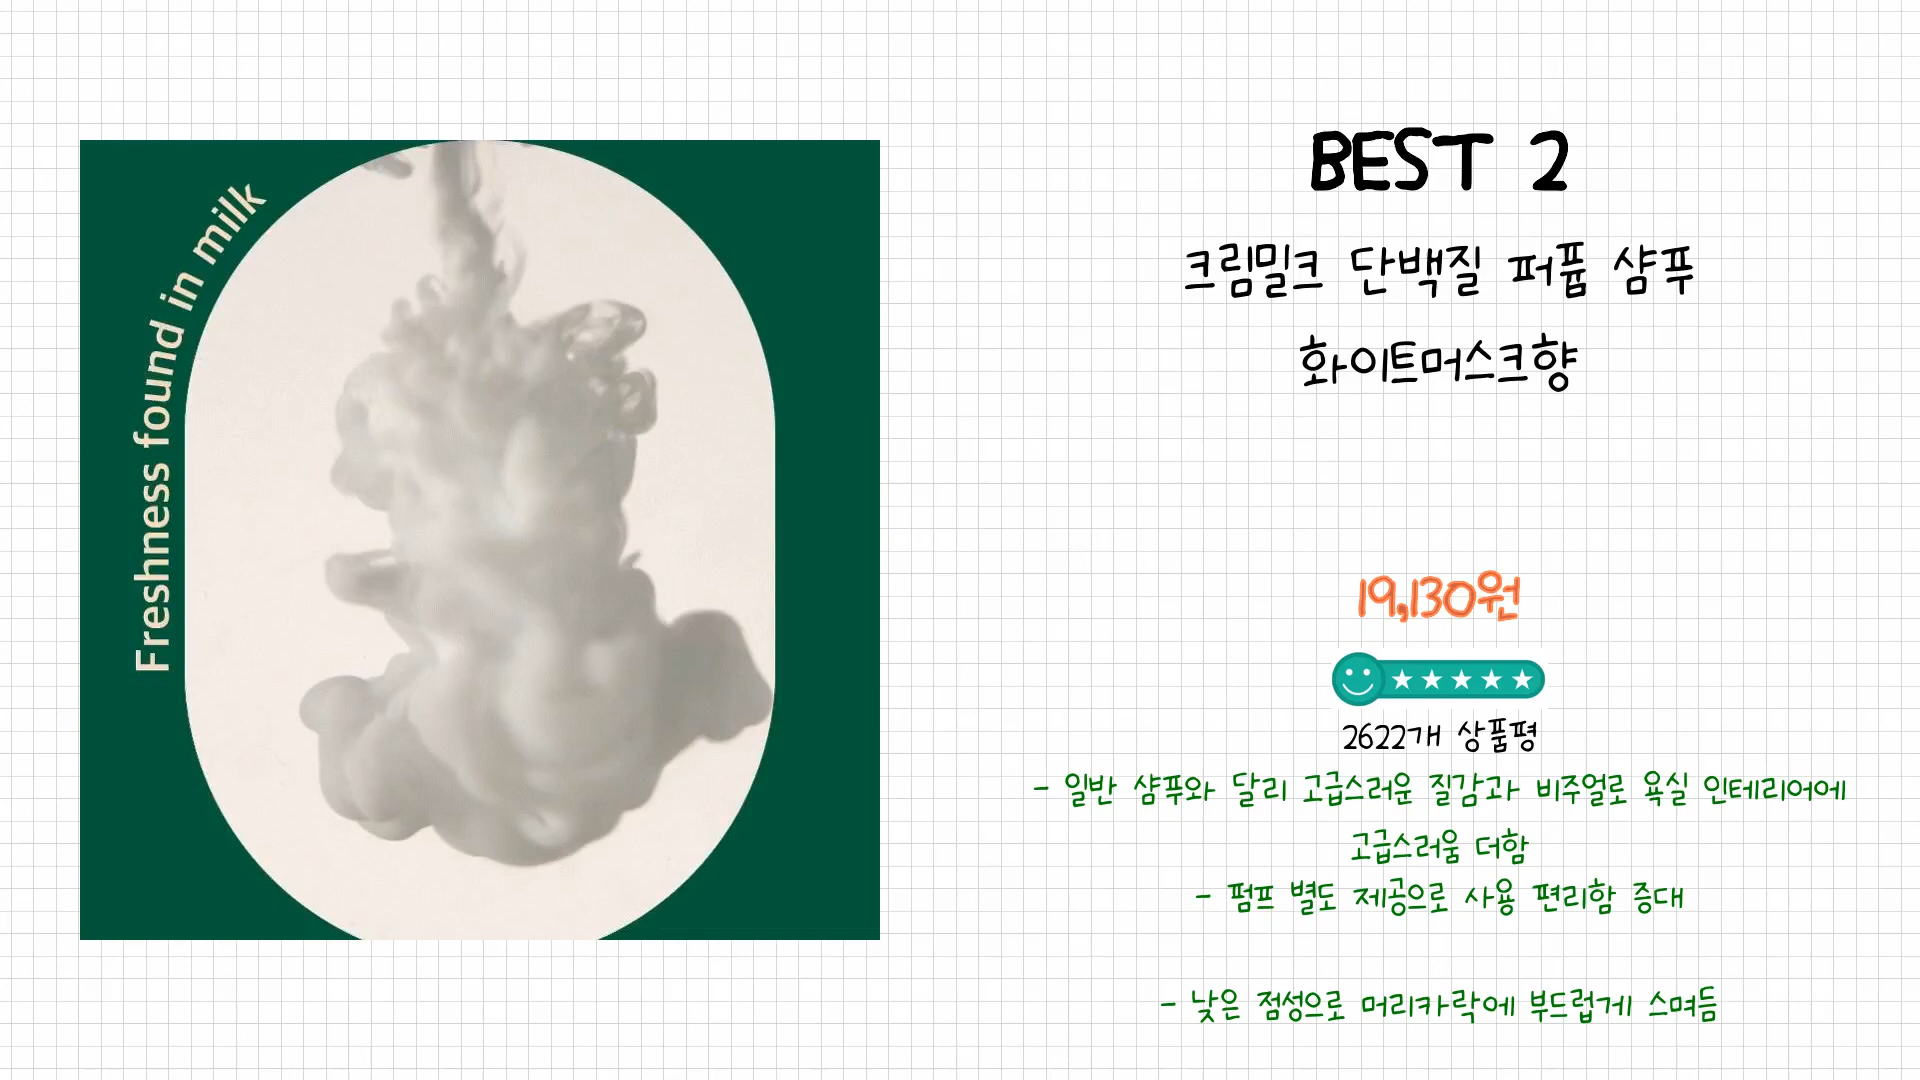 Freshness found in milk
BEST 2
크림밀크 단백질 퍼퓸 샴푸
화이트머스크향
19,130원
2622개 상품평
- 일반 샴푸와 달리 고급스러운 질감과 비주얼로 욕실 인테리어에
고급스러움 더함
- 펌프 별도 제공으로 사용 편리함 증대
- 낮은 점성으로 머리카락에 부드럽게 스며듬